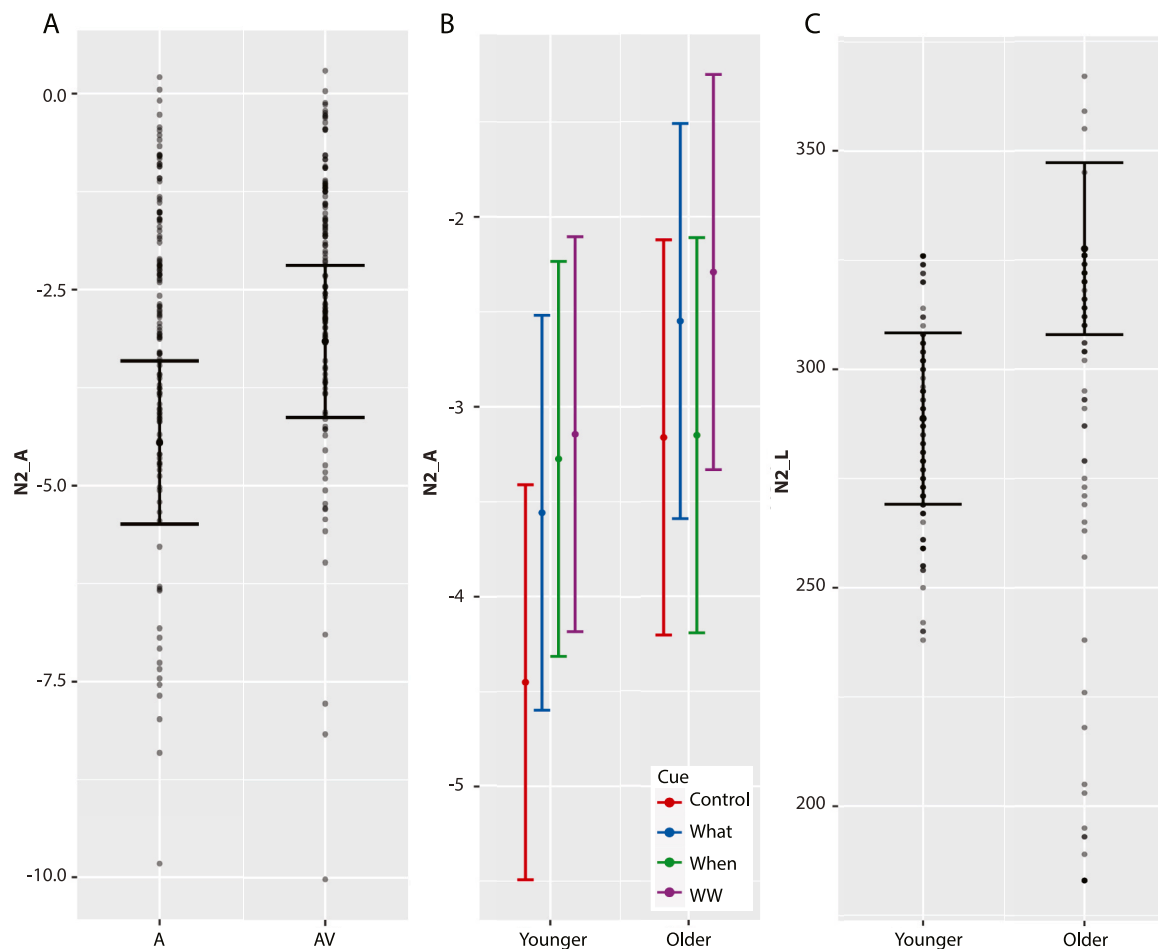 A
N2_A
0.0
-2.5
-5.0
-7.5
-10.0
A AV
B
N2_A
-2
-3
-4
-5
Younger Older
Cue
Control
What
When
WW
C
N2_L
350
300
250
200
Younger Older